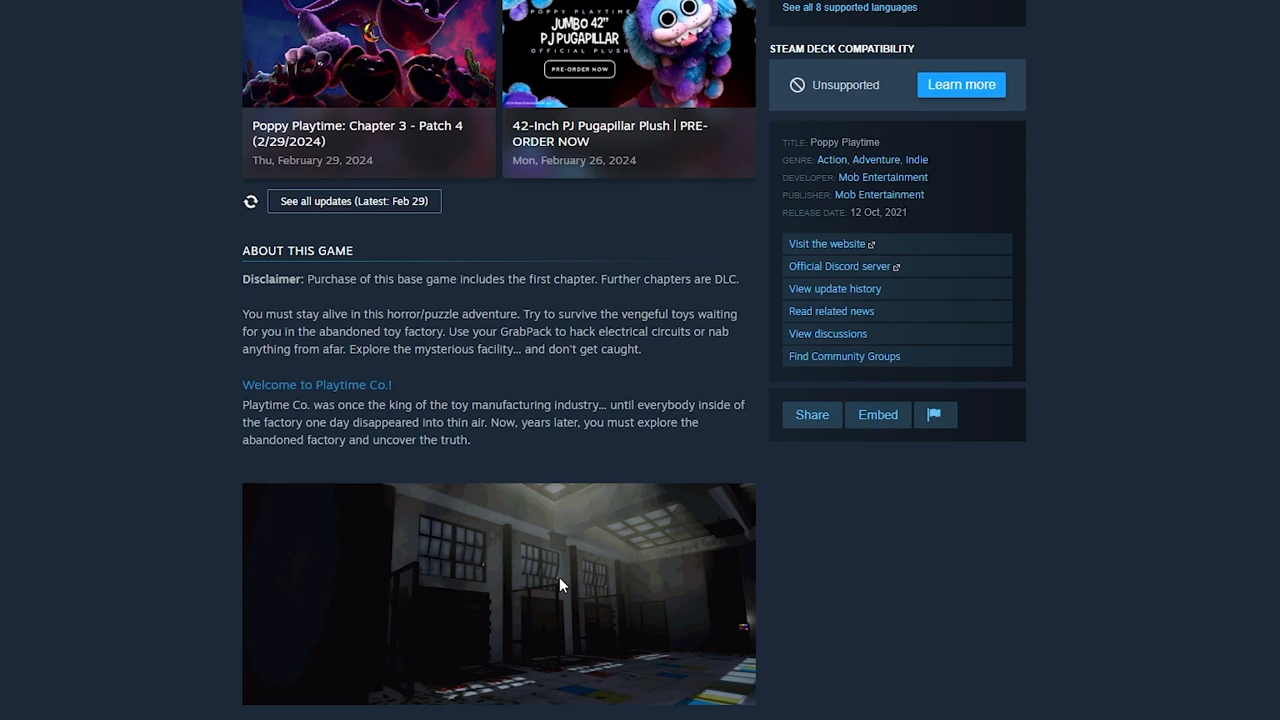 POPPY PLAYTIME
JUMBO 42"
PJ PUGAPILLAR
OFFICIAL PLUSH
PRE-ORDER NOW
Poppy Playtime: Chapter 3 - Patch 4
(2/29/2024)
Thu, February 29, 2024
42-Inch PJ Pugapillar Plush | PRE-
ORDER NOW
Mon, February 26, 2024
See all updates (Latest: Feb 29)
ABOUT THIS GAME
Disclaimer: Purchase of this base game includes the first chapter. Further chapters are DLC.
You must stay alive in this horror/puzzle adventure. Try to survive the vengeful toys waiting
for you in the abandoned toy factory. Use your GrabPack to hack electrical circuits or nab
anything from afar. Explore the mysterious facility... and don't get caught.
Welcome to Playtime Co.!
Playtime Co. was once the king of the toy manufacturing industry... until everybody inside of
the factory one day disappeared into thin air. Now, years later, you must explore the
abandoned factory and uncover the truth.
See all 8 supported languages
STEAM DECK COMPATIBILITY
Unsupported
Learn more
TITLE: Poppy Playtime
GENRE: Action, Adventure, Indie
DEVELOPER: Mob Entertainment
PUBLISHER: Mob Entertainment
RELEASE DATE: 12 Oct, 2021
Visit the website
Official Discord server
View update history
Read related news
View discussions
Find Community Groups
Share
Embed